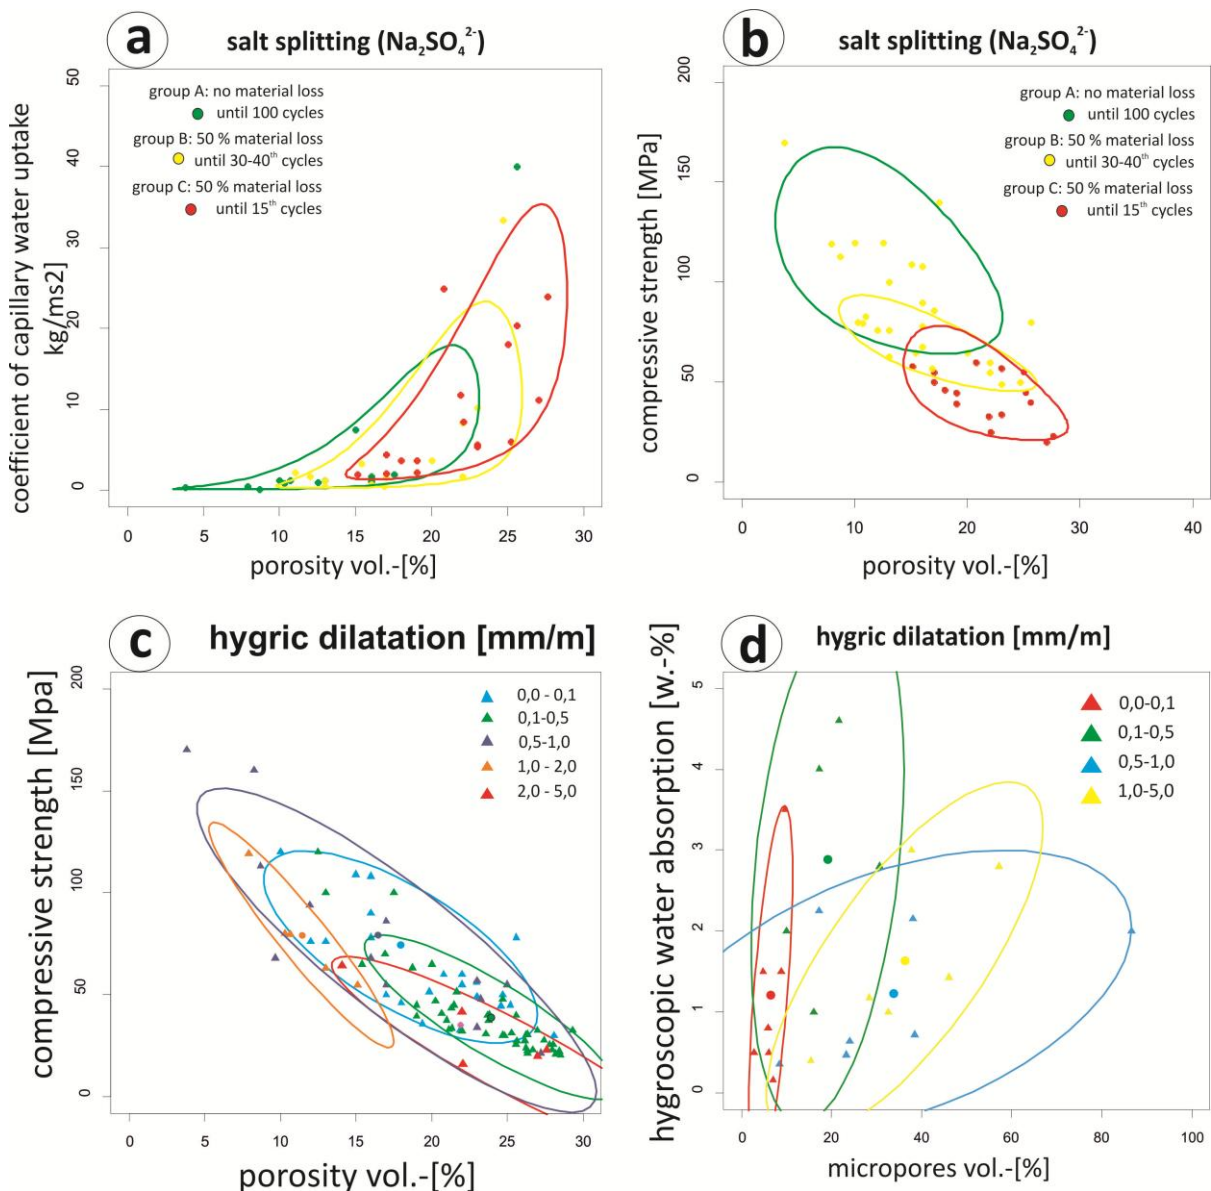 a
salt splitting (Na₂SO₄²⁻)
coefficient of capillary water uptake
kg/ms2
50
40
30
20
10
0
group A: no material loss
until 100 cycles
group B: 50 % material loss
until 30-40ᵗʰ cycles
group C: 50 % material loss
until 15ᵗʰ cycles
0 5 10 15 20 25 30
porosity vol.-[%]
b
salt splitting (Na₂SO₄²⁻)
compressive strength [MPa]
200
150
100
50
0
group A: no material loss
until 100 cycles
group B: 50 % material loss
until 30-40ᵗʰ cycles
group C: 50 % material loss
until 15ᵗʰ cycles
0 10 20 30 40
porosity vol.-[%]
c
hygric dilatation [mm/m]
compressive strength [Mpa]
200
150
100
50
0
0,0 - 0,1
0,1-0,5
0,5-1,0
1,0 - 2,0
2,0 - 5,0
0 5 10 15 20 25 30
porosity vol.-[%]
d
hygric dilatation [mm/m]
hygroscopic water absorption [w.-%]
5
4
3
2
1
0
0,0-0,1
0,1-0,5
0,5-1,0
1,0-5,0
0 20 40 60 80 100
micropores vol.-[%]